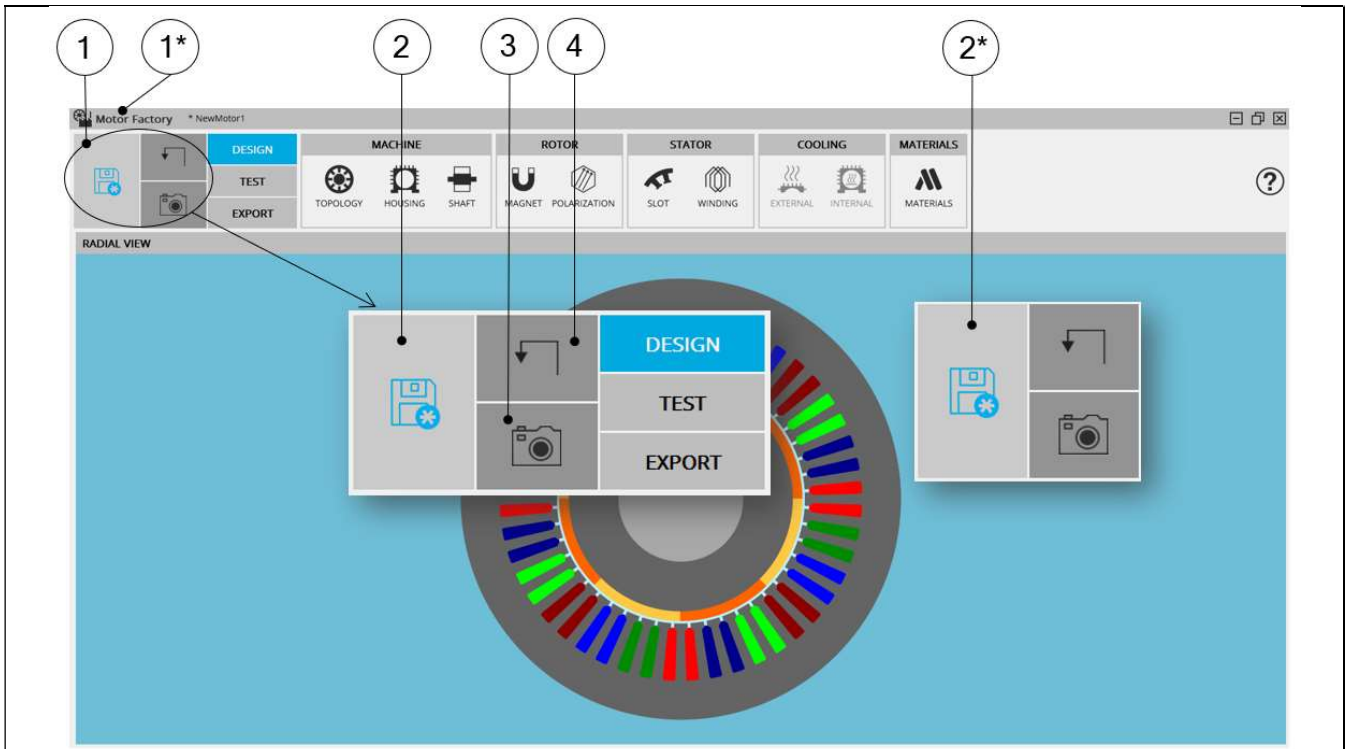 1 1* 2 3 4 2*
Motor Factory * NewMotor1
DESIGN MACHINE ROTOR STATOR COOLING MATERIALS
TEST
TOPOLOGY HOUSING SHAFT MAGNET POLARIZATION SLOT WINDING EXTERNAL INTERNAL MATERIALS
?
EXPORT
RADIAL VIEW
DESIGN
TEST
EXPORT